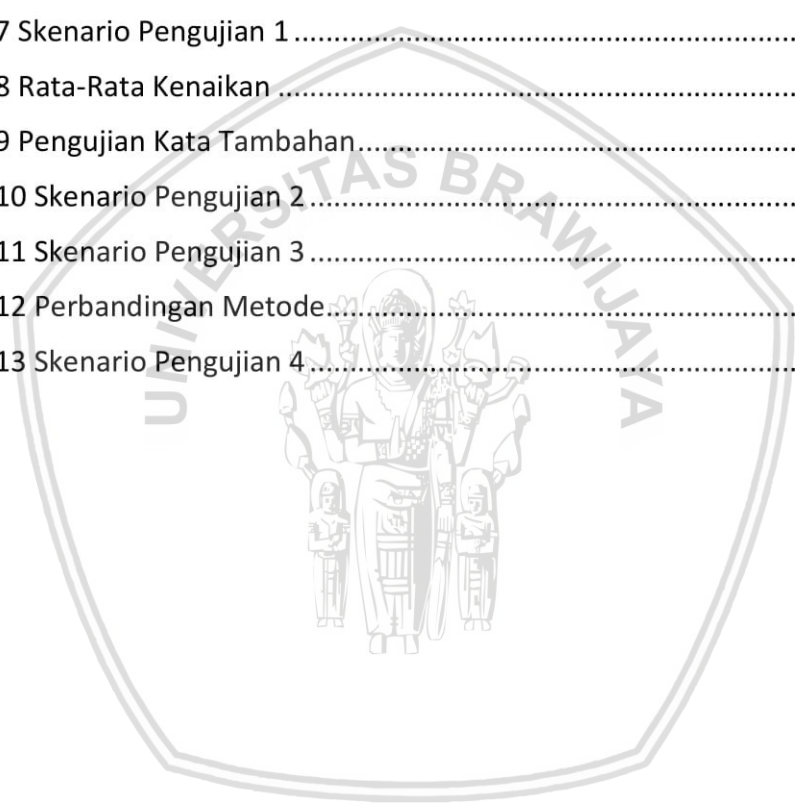 7 Skenario Pengujian 1 ................................................................
8 Rata-Rata Kenaikan ................................................................
9 Pengujian Kata Tambahan ........................................................
10 Skenario Pengujian 2 ..............................................................
11 Skenario Pengujian 3 ..............................................................
12 Perbandingan Metode ............................................................
13 Skenario Pengujian 4 ..............................................................
UNIVERSITAS BRAWIJAYA